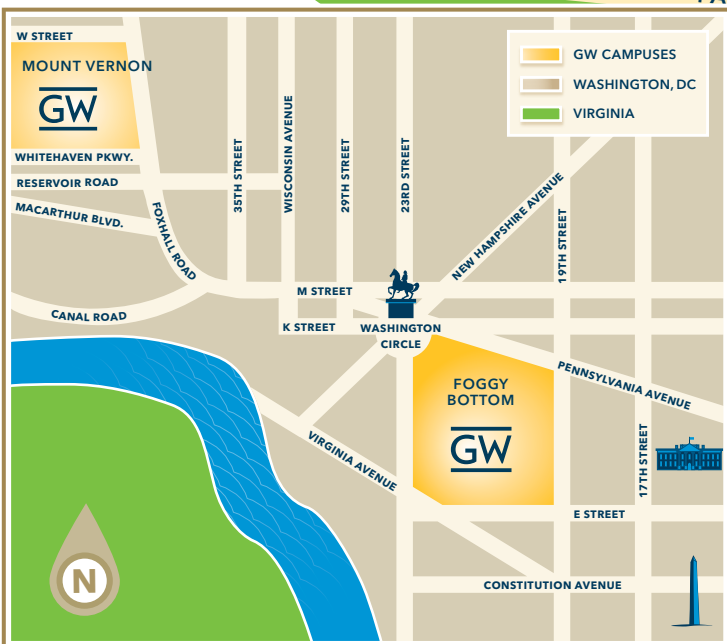 W STREET
MOUNT VERNON
GW
WHITEHAVEN PKWY.
RESERVOIR ROAD
MACARTHUR BLVD.
FOXHALL ROAD
CANAL ROAD
35TH STREET
WISCONSIN AVENUE
29TH STREET
23RD STREET
GW CAMPUSES
WASHINGTON, DC
VIRGINIA
NEW HAMPSHIRE AVENUE
19TH STREET
M STREET
K STREET
WASHINGTON
CIRCLE
PENNSYLVANIA AVENUE
FOGGY
BOTTOM
GW
VIRGINIA AVENUE
17TH STREET
E STREET
CONSTITUTION AVENUE
N